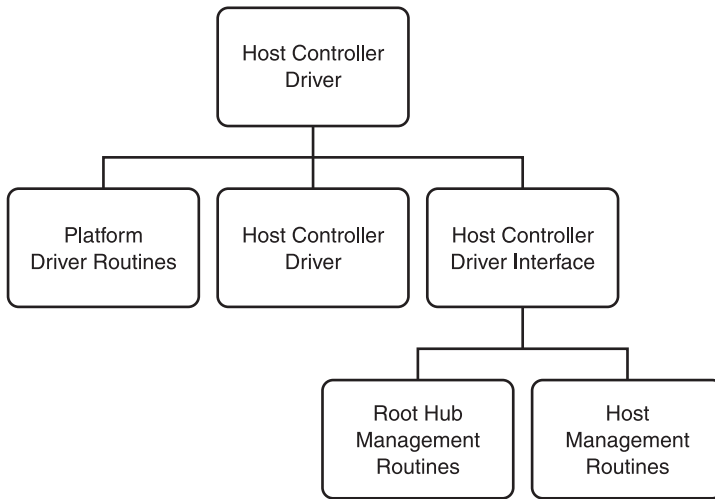 Host Controller
Driver
Platform
Driver Routines
Host Controller
Driver
Host Controller
Driver Interface
Root Hub
Management
Routines
Host
Management
Routines